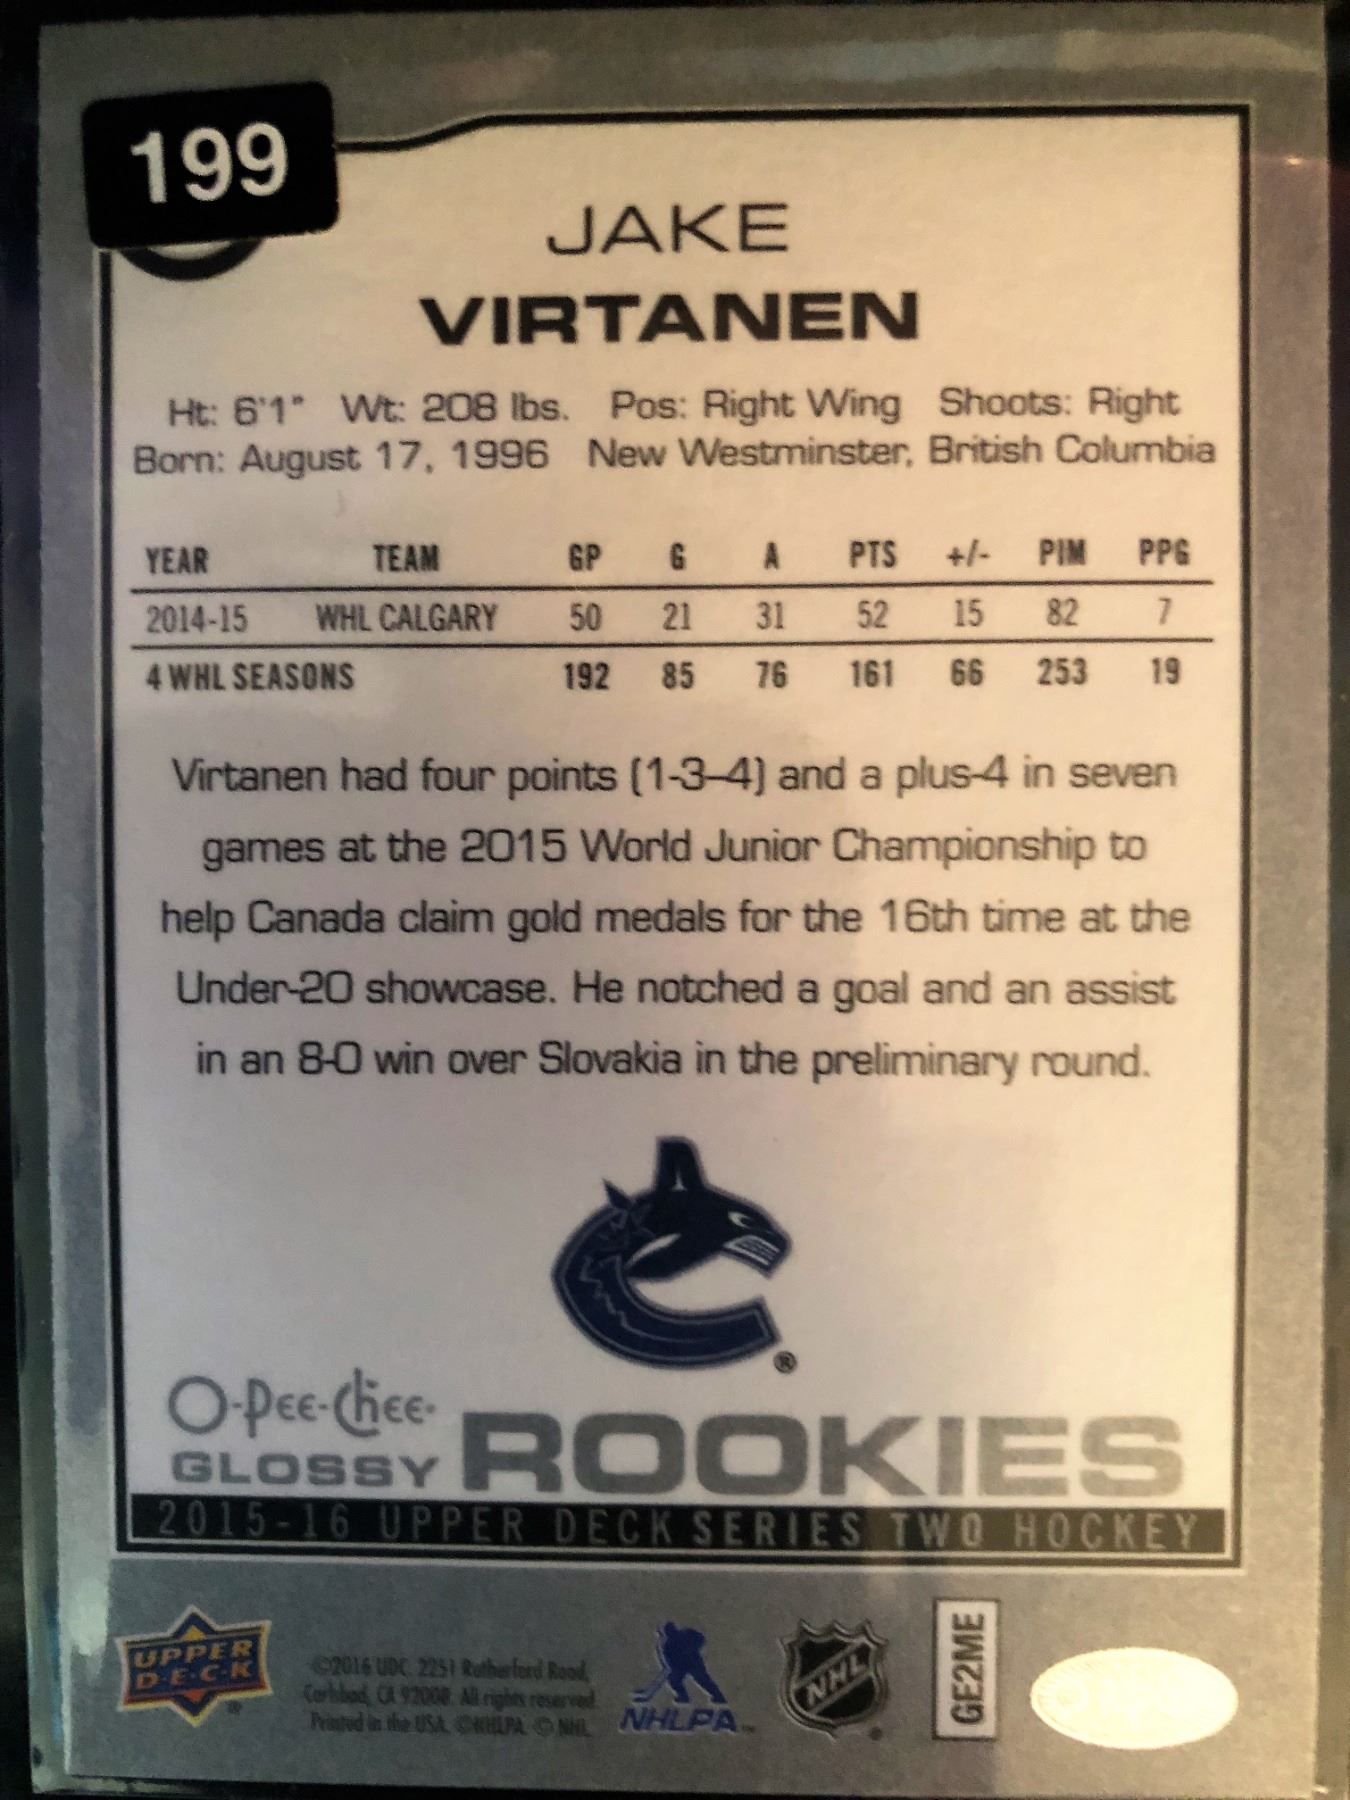 199
JAKE
VIRTANEN
Ht: 6'1" Wt: 208 lbs. Pos: Right Wing Shoots: Right
Born: August 17, 1996 New Westminster, British Columbia
YEAR TEAM GP G A PTS +/- PIM PPG
2014-15 WHL CALGARY 50 21 31 52 15 82 7
4 WHL SEASONS 192 85 76 161 66 253 19
Virtanen had four points (1-3–4) and a plus-4 in seven
games at the 2015 World Junior Championship to
help Canada claim gold medals for the 16th time at the
Under-20 showcase. He notched a goal and an assist
in an 8-0 win over Slovakia in the preliminary round.
®
O-Pee-Chee
GLOSSY ROOKIES
2015-16 UPPER DECK SERIES TWO HOCKEY
UPPER
D·E·C·K
©2016 UDC. 2251 Rutherford Road,
Carlsbad, CA 92008. All rights reserved.
Printed in the USA. ©NHLPA. © NHL.
NHLPA™
NHL
GE2ME